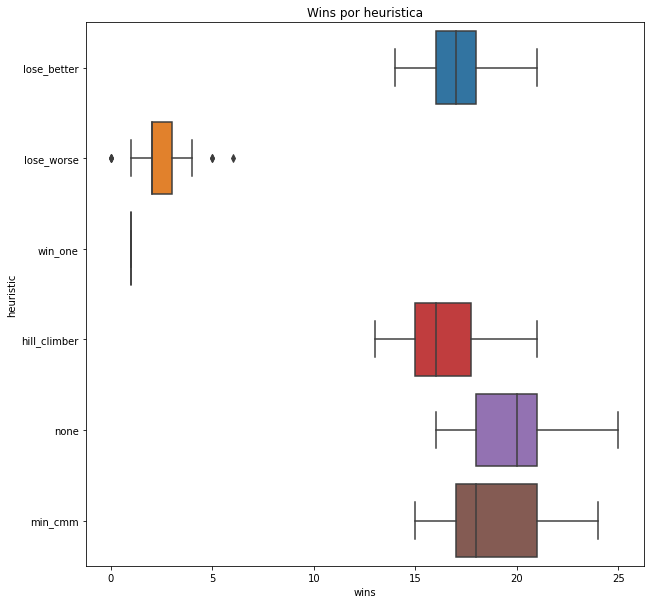 Wins por heuristica
lose_better
lose_worse
win_one
hill_climber
none
min_cmm
heuristic
0 5 10 15 20 25
wins